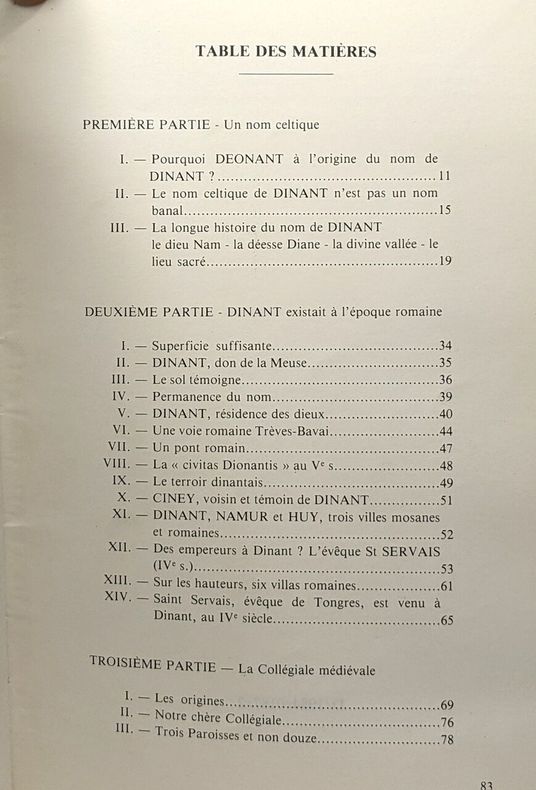 TABLE DES MATIÈRES
PREMIÈRE PARTIE - Un nom celtique
I. — Pourquoi DEONANT à l'origine du nom de
DINANT ?..........11
II. — Le nom celtique de DINANT n'est pas un nom
banal..........15
III. — La longue histoire du nom de DINANT
le dieu Nam - la déesse Diane - la divine vallée - le
lieu sacré..........19
DEUXIÈME PARTIE - DINANT existait à l'époque romaine
I. — Superficie suffisante..........34
II. — DINANT, don de la Meuse..........35
III. — Le sol témoigne..........36
IV. — Permanence du nom..........39
V. — DINANT, résidence des dieux..........40
VI. — Une voie romaine Trèves-Bavai..........44
VII. — Un pont romain..........47
VIII. — La « civitas Dionantis » au Ve s..........48
IX. — Le terroir dinantais..........49
X. — CINEY, voisin et témoin de DINANT..........51
XI. — DINANT, NAMUR et HUY, trois villes mosanes
et romaines..........52
XII. — Des empereurs à Dinant ? L'évêque St SERVAIS
(IVe s.)..........53
XIII. — Sur les hauteurs, six villas romaines..........61
XIV. — Saint Servais, évêque de Tongres, est venu à
Dinant, au IVe siècle..........65
TROISIÈME PARTIE — La Collégiale médiévale
I. — Les origines..........69
II. — Notre chère Collégiale..........76
III. — Trois Paroisses et non douze..........78
83